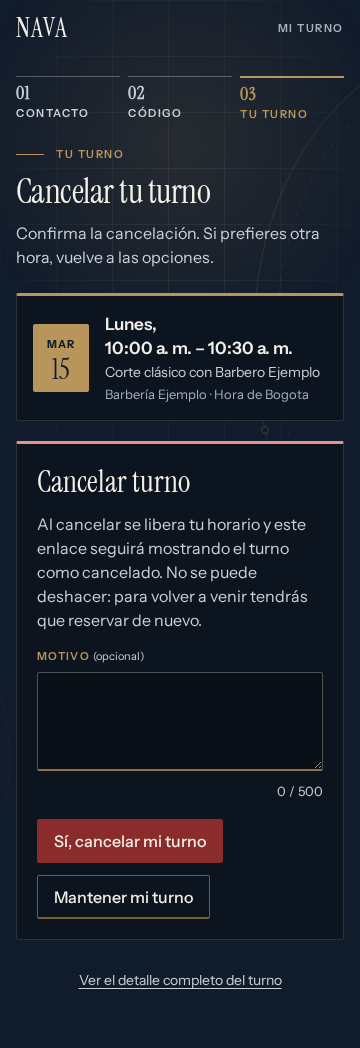 NAVA
MI TURNO
01
CONTACTO
02
CÓDIGO
03
TU TURNO
TU TURNO
Cancelar tu turno
Confirma la cancelación. Si prefieres otra
hora, vuelve a las opciones.
MAR
15
Lunes,
10:00 a. m. – 10:30 a. m.
Corte clásico con Barbero Ejemplo
Barbería Ejemplo · Hora de Bogota
Cancelar turno
Al cancelar se libera tu horario y este
enlace seguirá mostrando el turno
como cancelado. No se puede
deshacer: para volver a venir tendrás
que reservar de nuevo.
MOTIVO (opcional)
0 / 500
Sí, cancelar mi turno
Mantener mi turno
Ver el detalle completo del turno